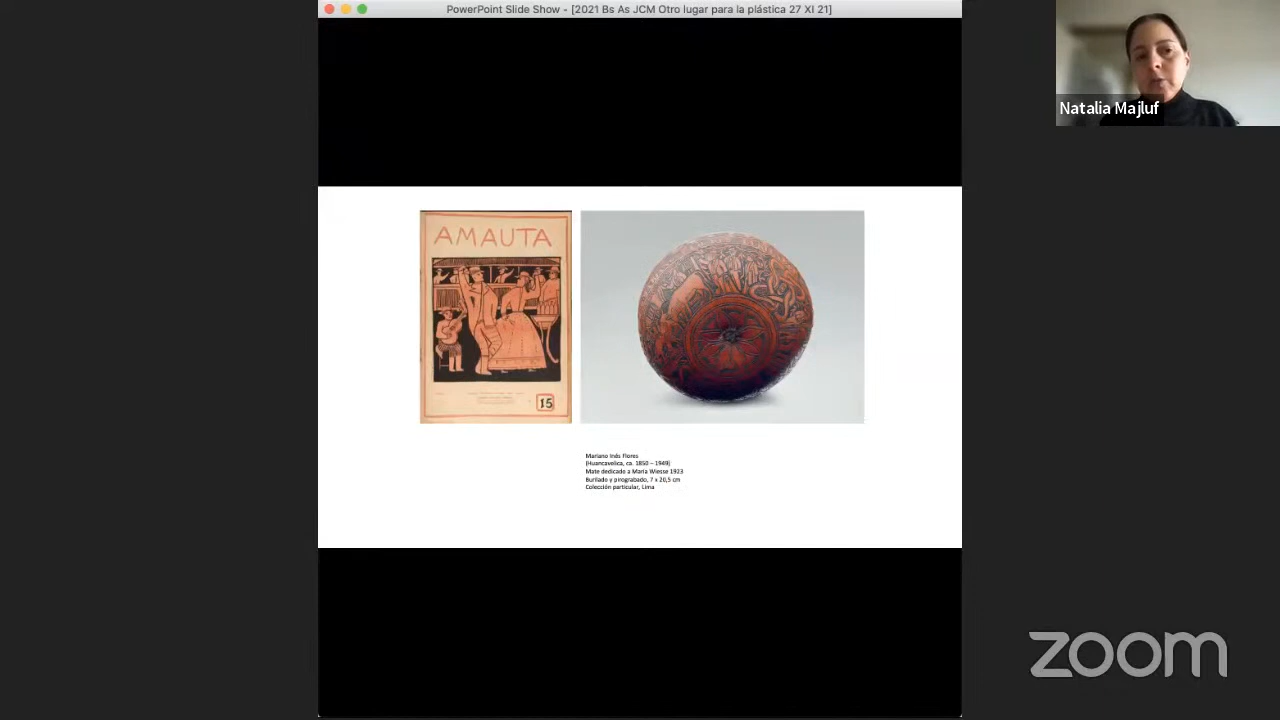 PowerPoint Slide Show - [2021 Bs As JCM Otro lugar para la plástica 27 XI 21]
Natalia Majluf
AMAUTA
15
Mariano Inés Flores
(Huancavelica, ca. 1850 – 1949)
Mate dedicado a María Wiesse 1923
Burilado y pirograbado, 7 x 20,5 cm
Colección particular, Lima
zoom